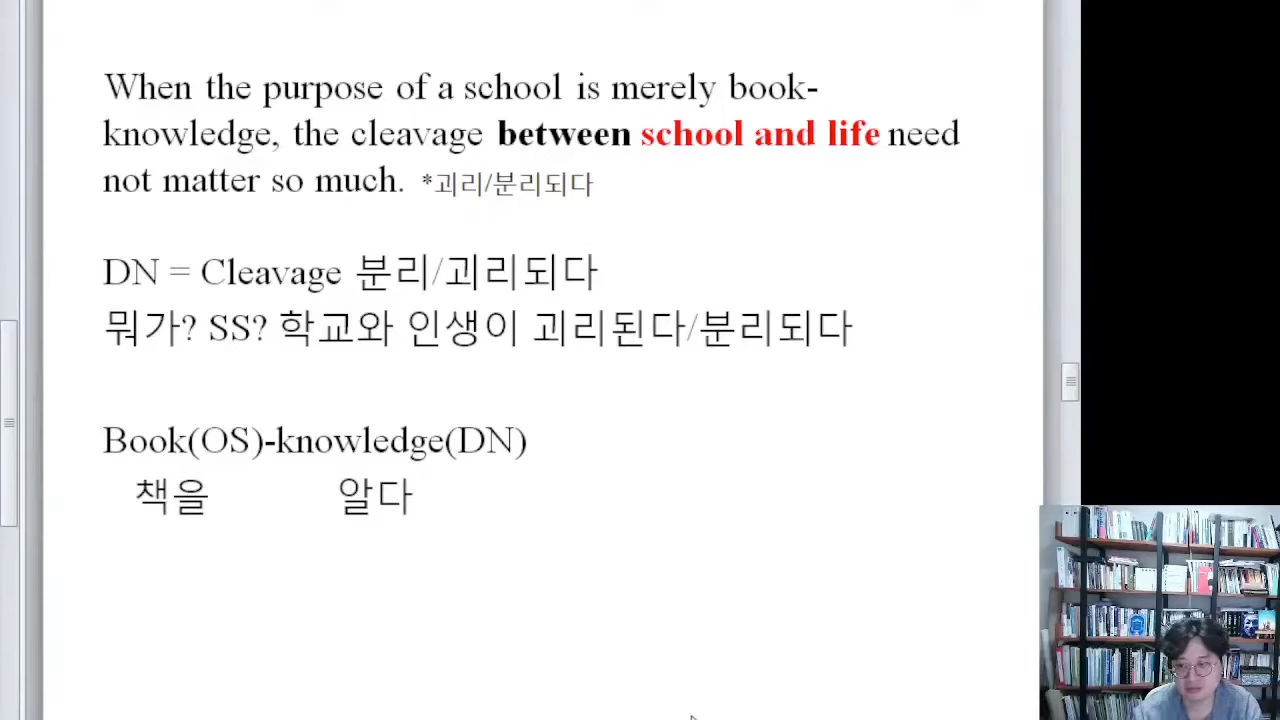 When the purpose of a school is merely book-
knowledge, the cleavage between school and life need
not matter so much. *괴리/분리되다
DN = Cleavage 분리/괴리되다
뭐가? SS? 학교와 인생이 괴리된다/분리되다
Book(OS)-knowledge(DN)
책을 알다